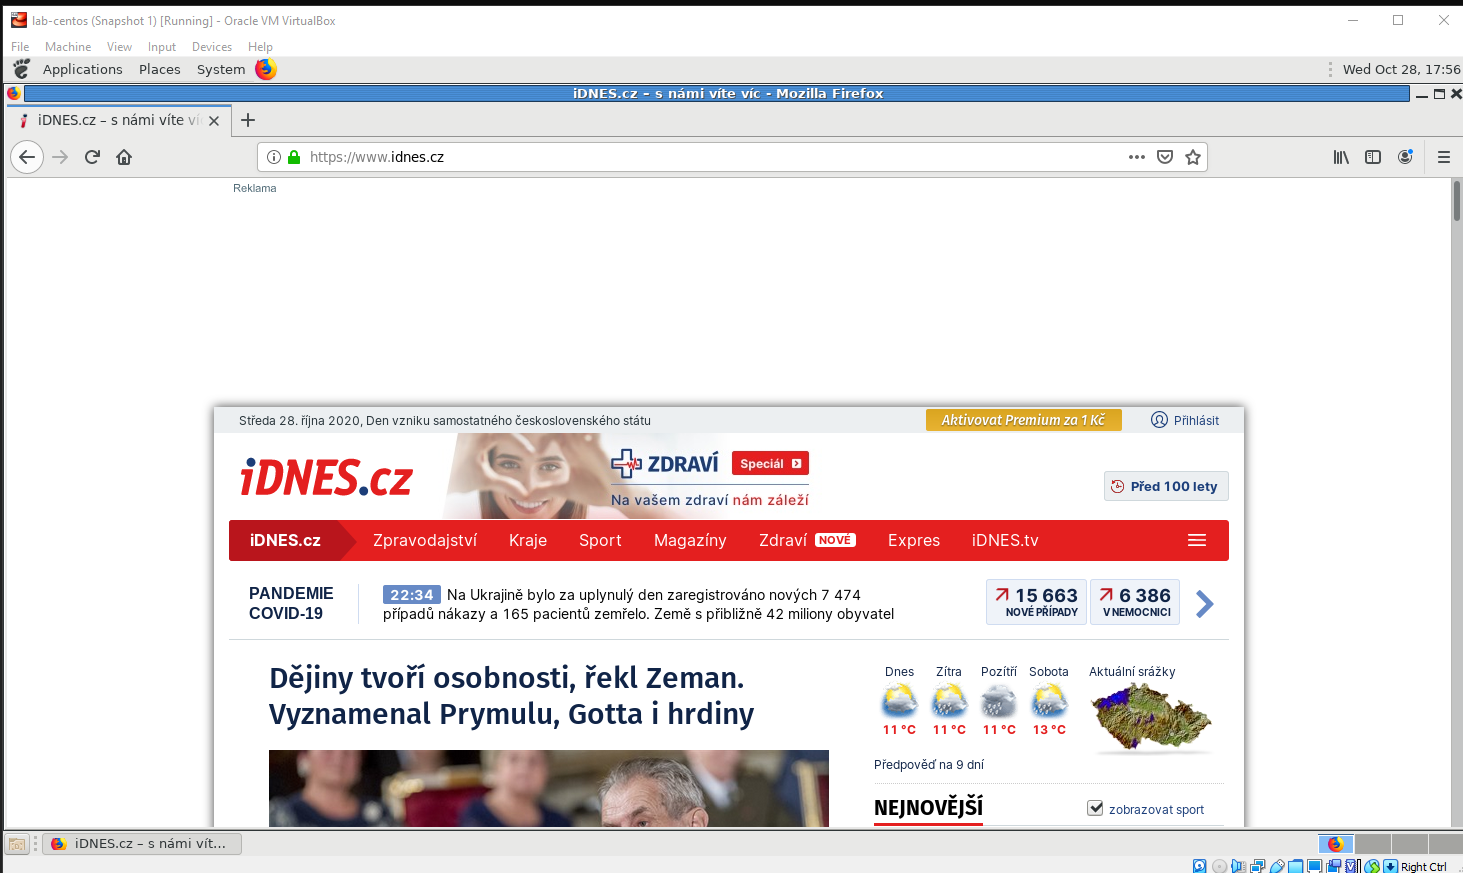 lab-centos (Snapshot 1) [Running] - Oracle VM VirtualBox
File Machine View Input Devices Help
Applications Places System Wed Oct 28, 17:56
iDNES.cz – s námi víte víc - Mozilla Firefox
iDNES.cz – s námi víte víc
https://www.idnes.cz
Reklama
Středa 28. října 2020, Den vzniku samostatného československého státu
Aktivovat Premium za 1 Kč
Přihlásit
iDNES.cz
ZDRAVÍ Speciál
Na vašem zdraví nám záleží
Před 100 lety
iDNES.cz Zpravodajství Kraje Sport Magazíny Zdraví NOVÉ Expres iDNES.tv
PANDEMIE
COVID-19
22:34 Na Ukrajině bylo za uplynulý den zaregistrováno nových 7 474
případů nákazy a 165 pacientů zemřelo. Země s přibližně 42 miliony obyvatel
15 663
NOVÉ PŘÍPADY
6 386
V NEMOCNICI
Dějiny tvoří osobnosti, řekl Zeman.
Vyznamenal Prymulu, Gotta i hrdiny
Dnes Zítra Pozítří Sobota Aktuální srážky
11 °C 11 °C 11 °C 13 °C
Předpověď na 9 dní
NEJNOVĚJŠÍ
zobrazovat sport
iDNES.cz – s námi vít...
Right Ctrl